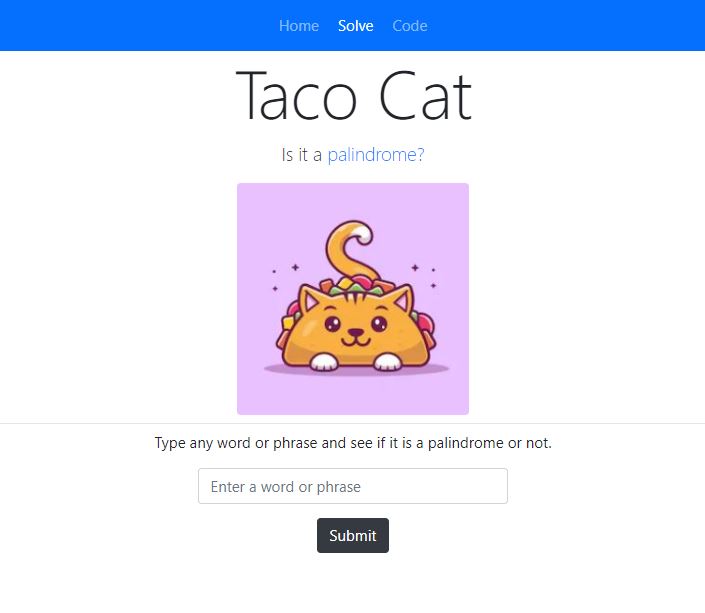 Home Solve Code
Taco Cat
Is it a palindrome?
Type any word or phrase and see if it is a palindrome or not.
Enter a word or phrase
Submit